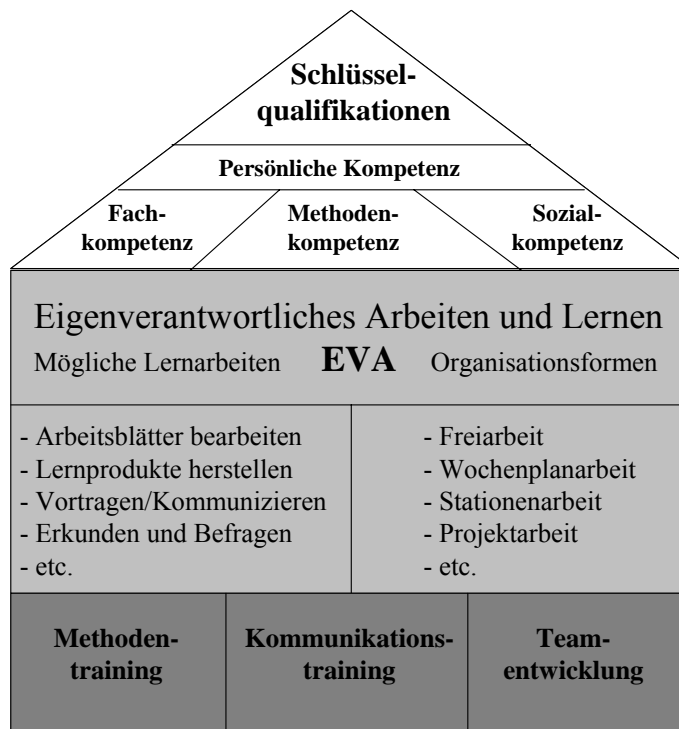 Schlüssel-
qualifikationen
Persönliche Kompetenz
Fach-
kompetenz
Methoden-
kompetenz
Sozial-
kompetenz
Eigenverantwortliches Arbeiten und Lernen
Mögliche Lernarbeiten EVA Organisationsformen
- Arbeitsblätter bearbeiten
- Lernprodukte herstellen
- Vortragen/Kommunizieren
- Erkunden und Befragen
- etc.
- Freiarbeit
- Wochenplanarbeit
- Stationenarbeit
- Projektarbeit
- etc.
Methoden-
training
Kommunikations-
training
Team-
entwicklung